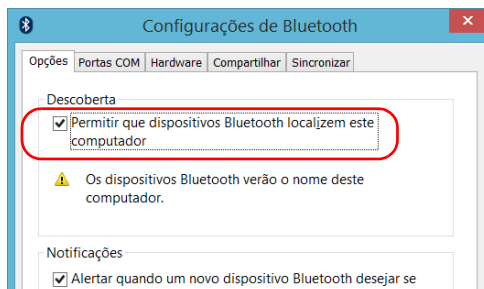 Configurações de Bluetooth
Opções Portas COM Hardware Compartilhar Sincronizar
Descoberta
Permitir que dispositivos Bluetooth localizem este
computador
Os dispositivos Bluetooth verão o nome deste
computador.
Notificações
Alertar quando um novo dispositivo Bluetooth desejar se